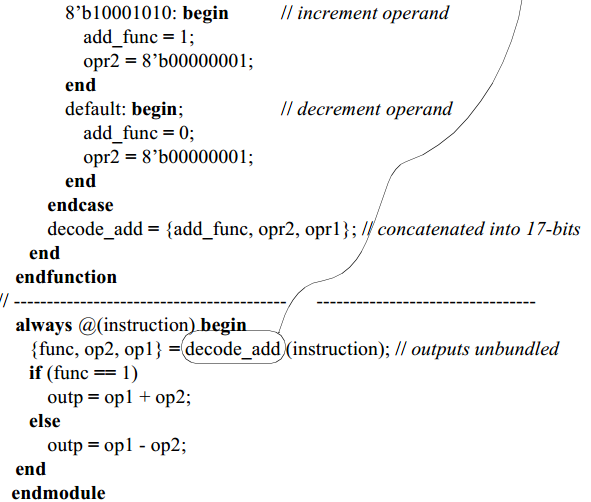 8’b10001010: begin // increment operand
add_func = 1;
opr2 = 8’b00000001;
end
default: begin; // decrement operand
add_func = 0;
opr2 = 8’b00000001;
end
endcase
decode_add = {add_func, opr2, opr1}; // concatenated into 17-bits
end
endfunction
// --------------------------------------- --------------------------------
always @(instruction) begin
{func, op2, op1} = decode_add (instruction); // outputs unbundled
if (func == 1)
outp = op1 + op2;
else
outp = op1 - op2;
end
endmodule